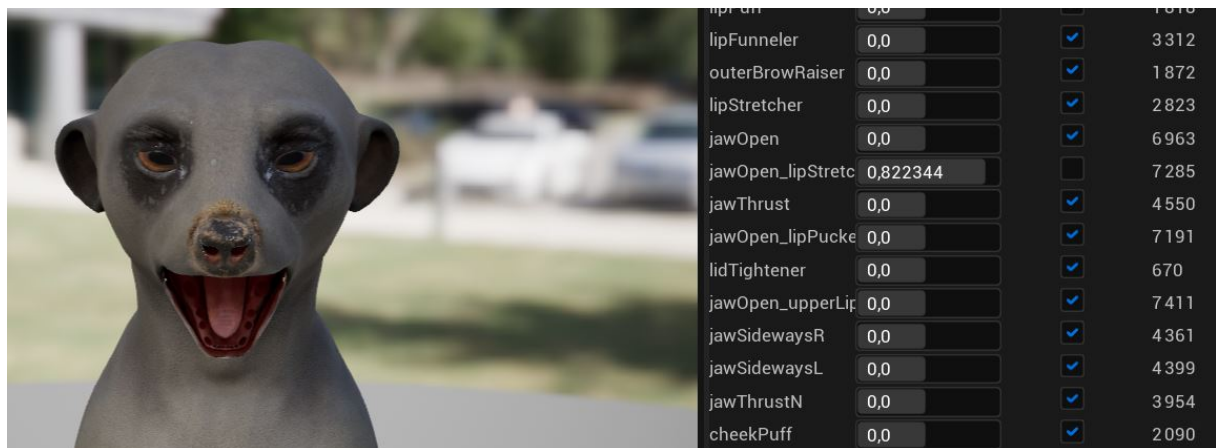 lipFunneler 0,0 3312
outerBrowRaiser 0,0 1872
lipStretcher 0,0 2823
jawOpen 0,0 6963
jawOpen_lipStretc 0,822344 7285
jawThrust 0,0 4550
jawOpen_lipPucke 0,0 7191
lidTightener 0,0 670
jawOpen_upperLip 0,0 7411
jawSidewaysR 0,0 4361
jawSidewaysL 0,0 4399
jawThrustN 0,0 3954
cheekPuff 0,0 2090